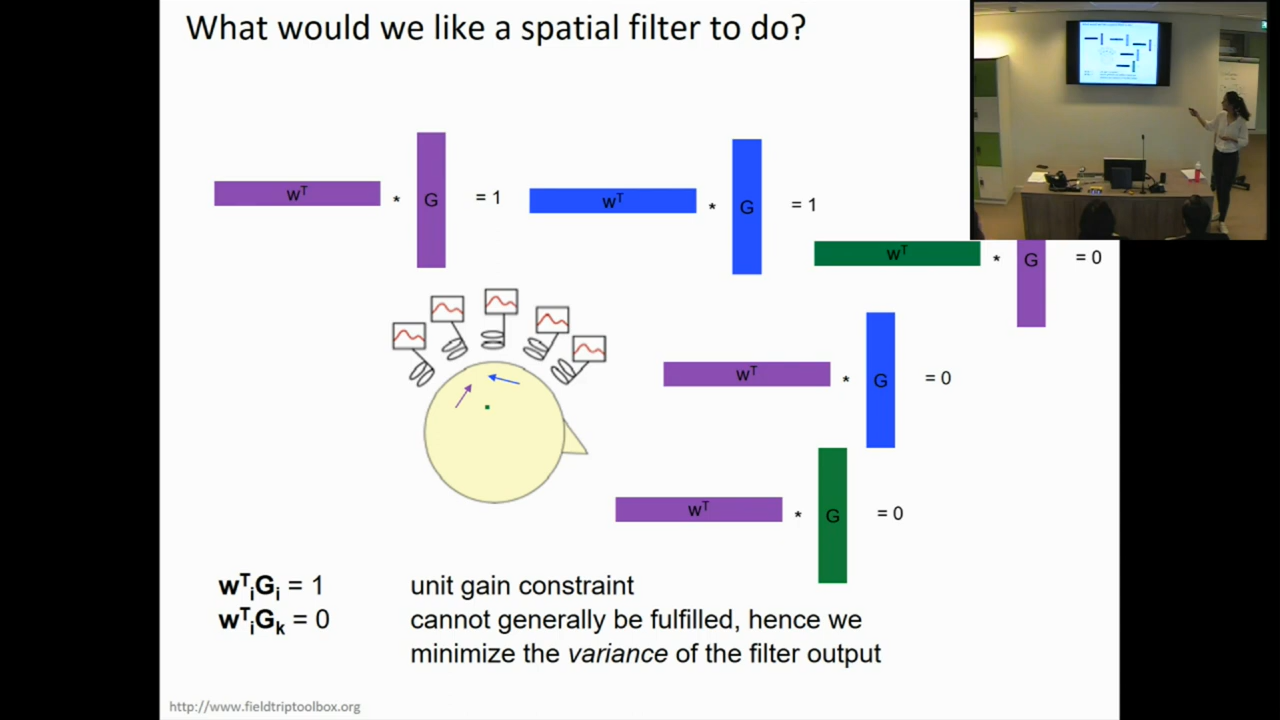 What would we like a spatial filter to do?
wᵀ * G = 1
wᵀ * G = 1
wᵀ * G = 0
wᵀ * G = 0
wᵀ * G = 0
wᵀᵢGᵢ = 1 unit gain constraint
wᵀᵢGₖ = 0 cannot generally be fulfilled, hence we
minimize the variance of the filter output
http://www.fieldtriptoolbox.org